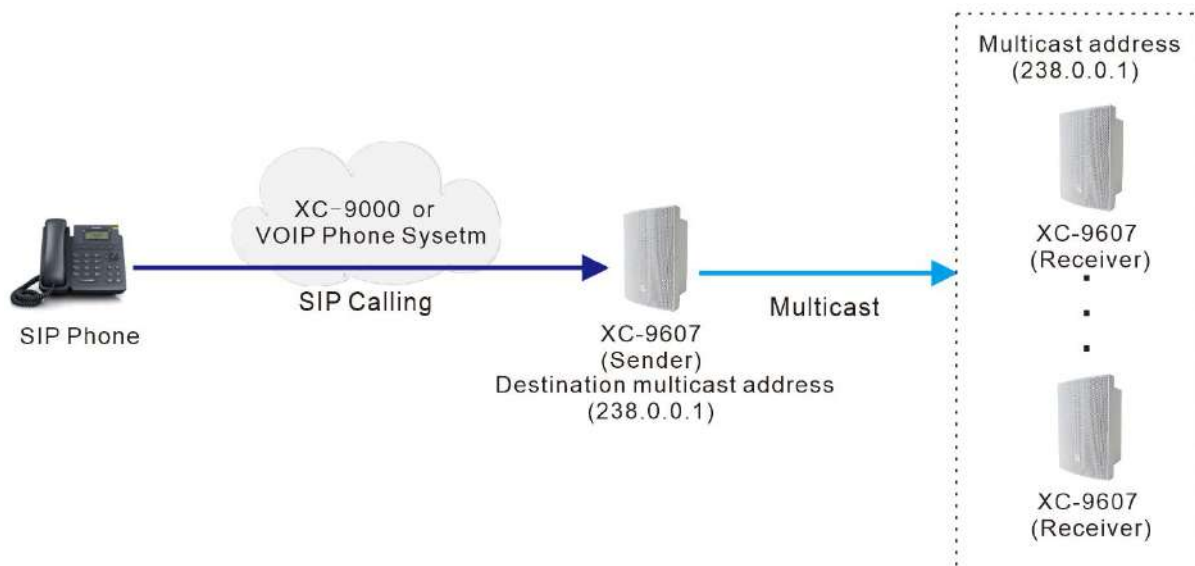 Multicast address
(238.0.0.1)
XC-9607
(Receiver)
XC-9000 or
VOIP Phone Sysetm
SIP Calling
SIP Phone
XC-9607
(Sender)
Destination multicast address
(238.0.0.1)
Multicast
XC-9607
(Receiver)